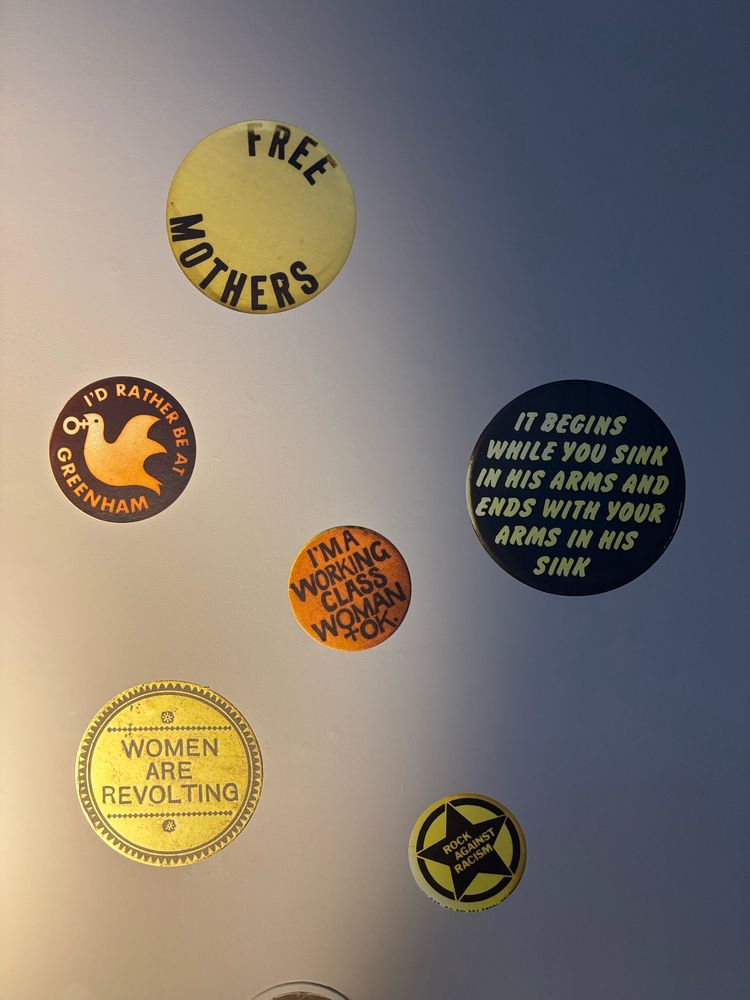 FREE
MOTHERS
I'D RATHER BE AT
GREENHAM
IT BEGINS
WHILE YOU SINK
IN HIS ARMS AND
ENDS WITH YOUR
ARMS IN HIS
SINK
I'M A
WORKING
CLASS
WOMAN
OK.
WOMEN
ARE
REVOLTING
ROCK
AGAINST
RACISM